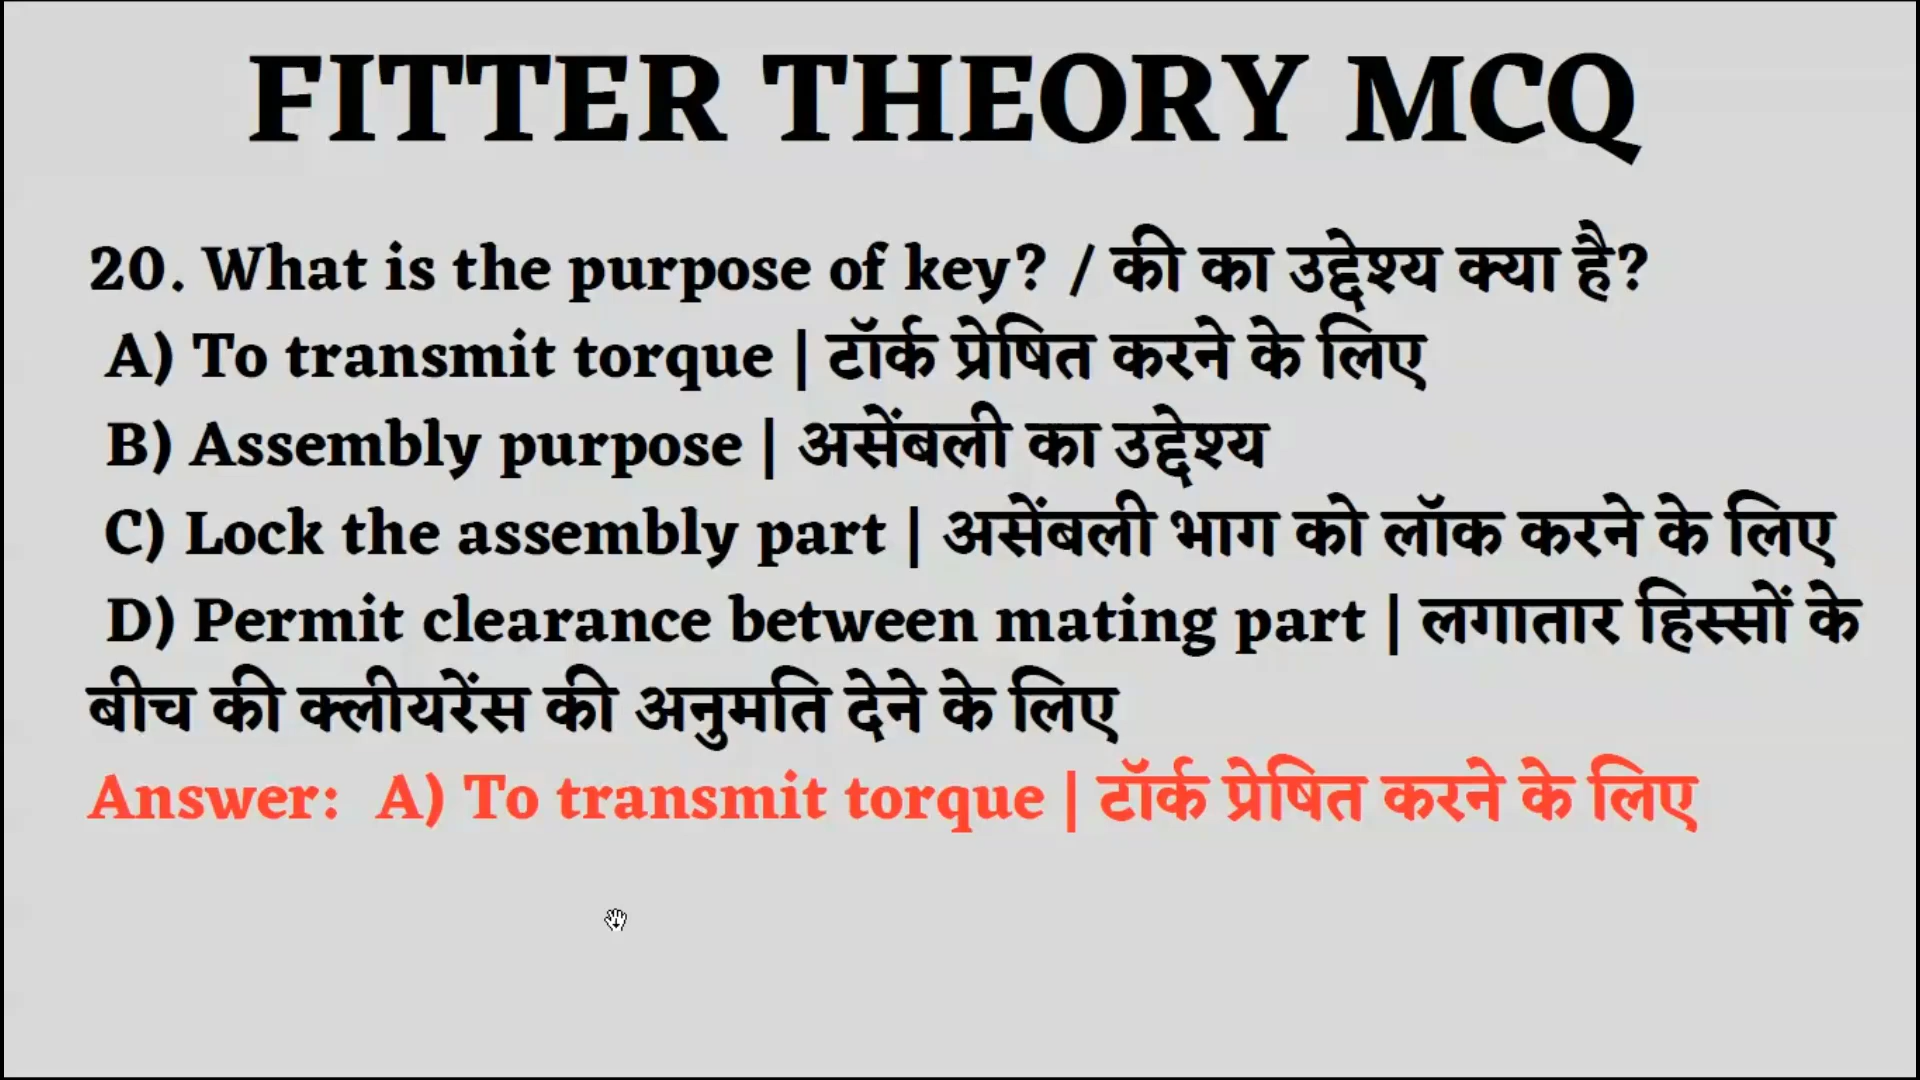 FITTER THEORY MCQ
20. What is the purpose of key? / की का उद्देश्य क्या है?
A) To transmit torque | टॉर्क प्रेषित करने के लिए
B) Assembly purpose | असेंबली का उद्देश्य
C) Lock the assembly part | असेंबली भाग को लॉक करने के लिए
D) Permit clearance between mating part | लगातार हिस्सों के
बीच की क्लीयरेंस की अनुमति देने के लिए
Answer: A) To transmit torque | टॉर्क प्रेषित करने के लिए